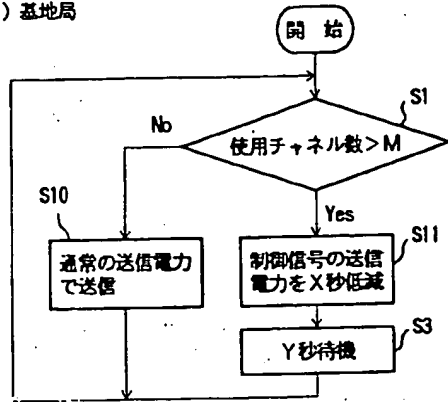 ) 基地局
開 始
S1
使用チャネル数>M
No
Yes
S10
通常の送信電力
で送信
S11
制御信号の送信
電力をX秒低減
S3
Y秒待機